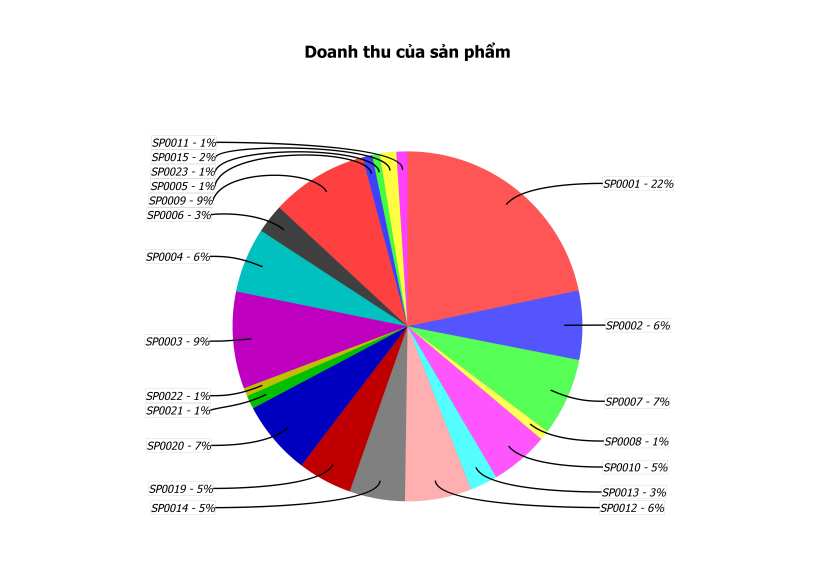 Doanh thu của sản phẩm
SP0011 - 1%
SP0015 - 2%
SP0023 - 1%
SP0005 - 1%
SP0009 - 9%
SP0006 - 3%
SP0004 - 6%
SP0003 - 9%
SP0022 - 1%
SP0021 - 1%
SP0020 - 7%
SP0019 - 5%
SP0014 - 5%
SP0001 - 22%
SP0002 - 6%
SP0007 - 7%
SP0008 - 1%
SP0010 - 5%
SP0013 - 3%
SP0012 - 6%